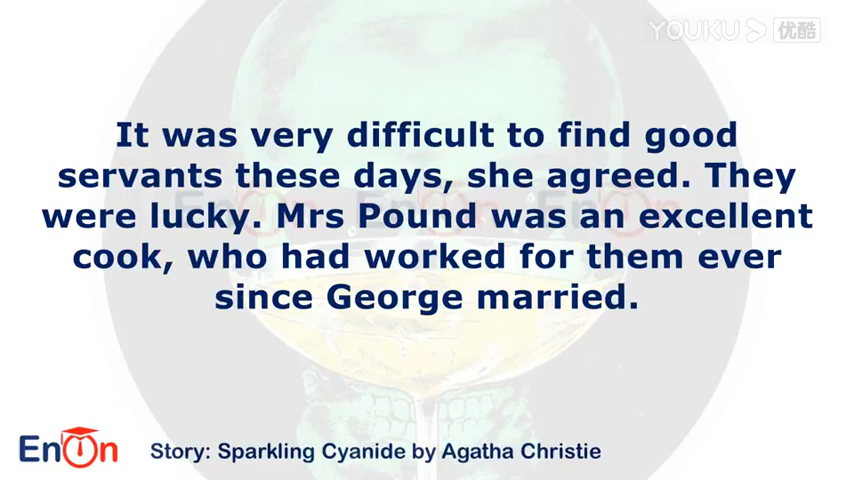 YOUKU 优酷
It was very difficult to find good
servants these days, she agreed. They
were lucky. Mrs Pound was an excellent
cook, who had worked for them ever
since George married.
EnOn
Story: Sparkling Cyanide by Agatha Christie